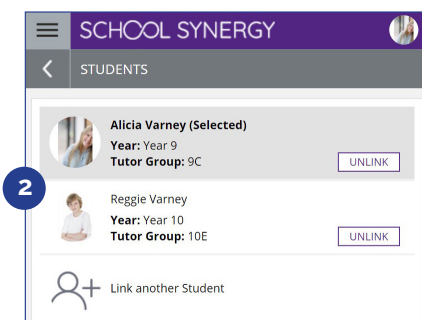 SCHOOL SYNERGY
STUDENTS
Alicia Varney (Selected)
Year: Year 9
Tutor Group: 9C
UNLINK
2
Reggie Varney
Year: Year 10
Tutor Group: 10E
UNLINK
Link another Student